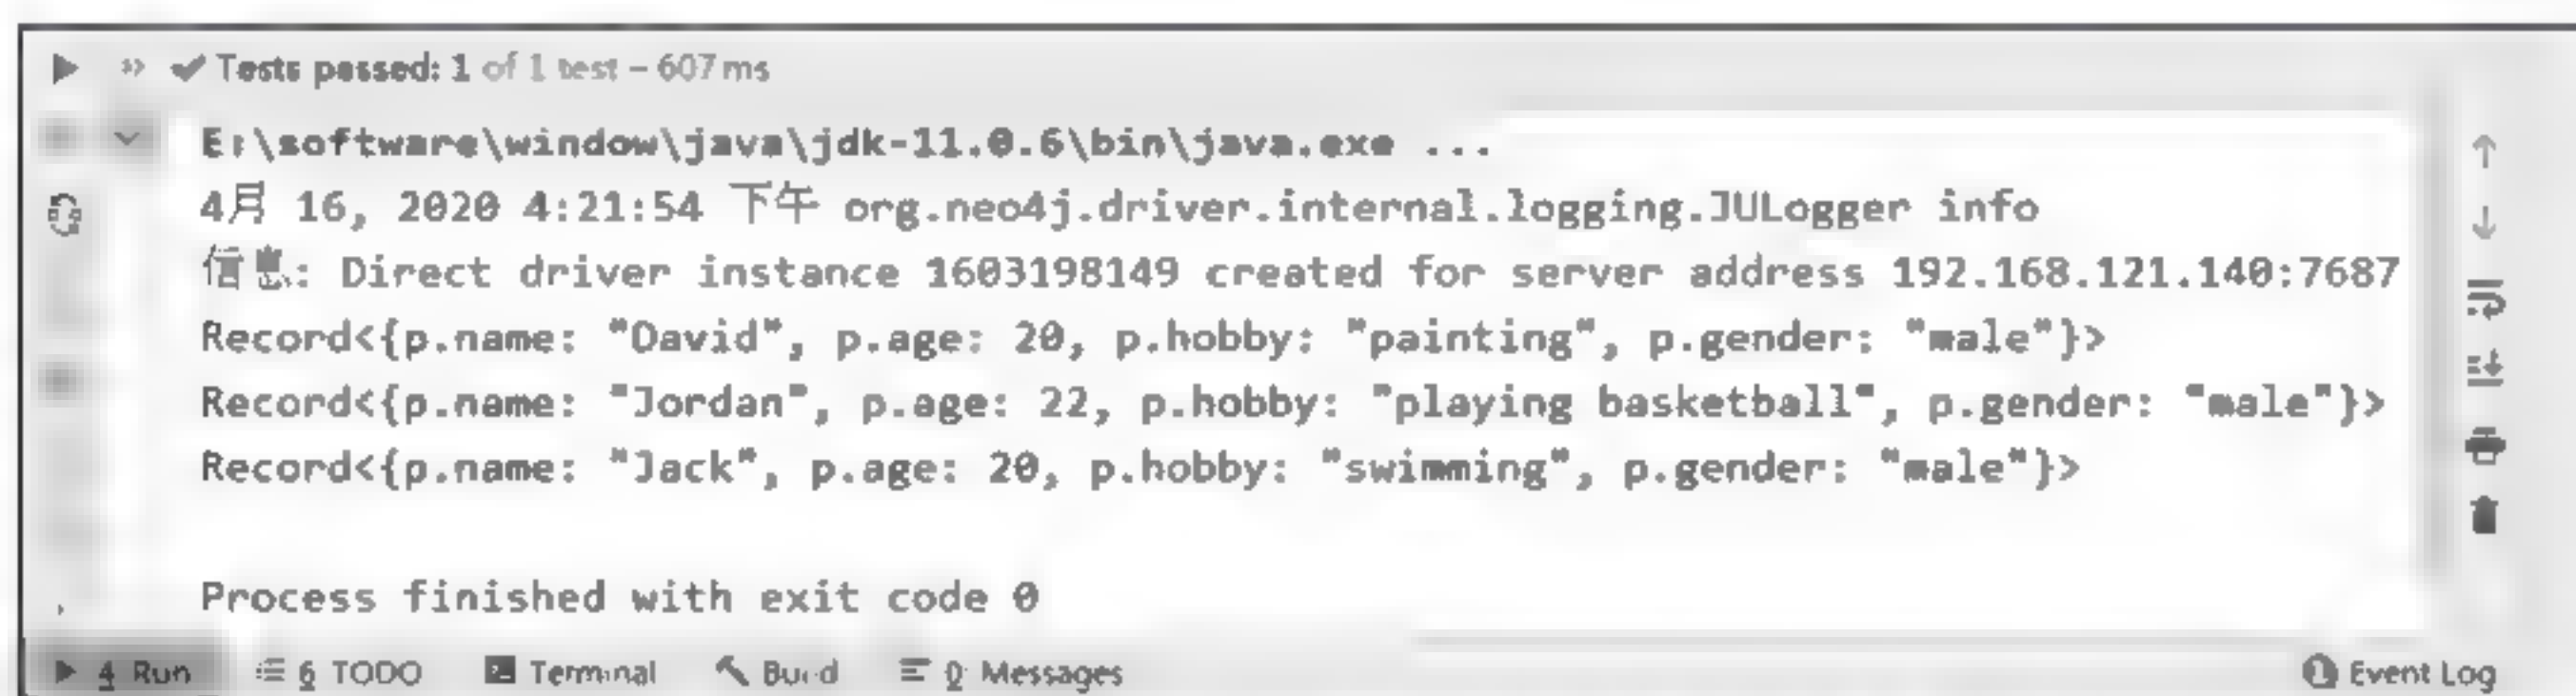 Tests passed: 1 of 1 test – 607 ms
E:\software\window\java\jdk-11.0.6\bin\java.exe ...
4月 16, 2020 4:21:54 下午 org.neo4j.driver.internal.logging.JULogger info
信息: Direct driver instance 1603198149 created for server address 192.168.121.140:7687
Record<{p.name: "David", p.age: 20, p.hobby: "painting", p.gender: "male"}>
Record<{p.name: "Jordan", p.age: 22, p.hobby: "playing basketball", p.gender: "male"}>
Record<{p.name: "Jack", p.age: 20, p.hobby: "swimming", p.gender: "male"}>
Process finished with exit code 0
4 Run 6 TODO Terminal Build 0: Messages 1 Event Log